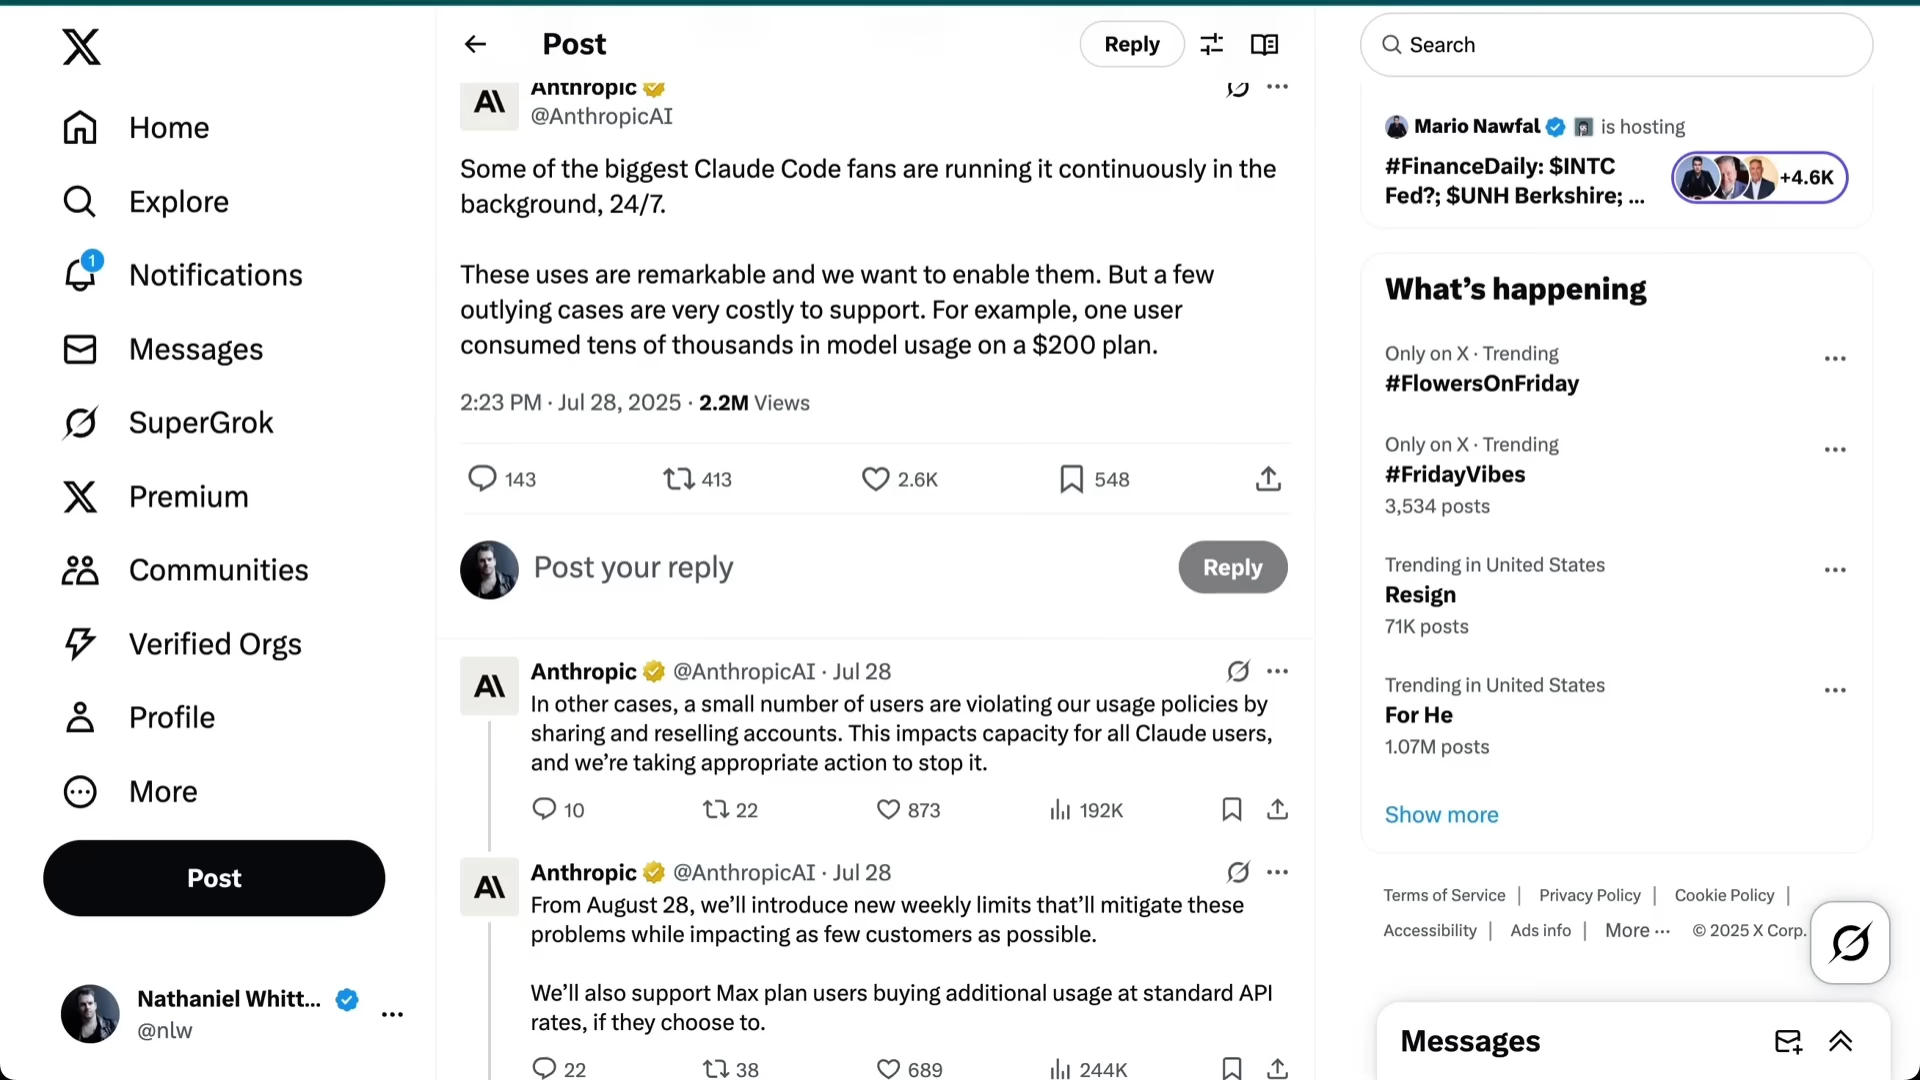 Home
Explore
1
Notifications
Messages
SuperGrok
Premium
Communities
Verified Orgs
Profile
More
Post
Nathaniel Whitt...
@nlw
Post
Reply
Anthropic
@AnthropicAI
Some of the biggest Claude Code fans are running it continuously in the
background, 24/7.
These uses are remarkable and we want to enable them. But a few
outlying cases are very costly to support. For example, one user
consumed tens of thousands in model usage on a $200 plan.
2:23 PM · Jul 28, 2025 · 2.2M Views
143 413 2.6K 548
Post your reply
Reply
Anthropic @AnthropicAI · Jul 28
In other cases, a small number of users are violating our usage policies by
sharing and reselling accounts. This impacts capacity for all Claude users,
and we’re taking appropriate action to stop it.
10 22 873 192K
Anthropic @AnthropicAI · Jul 28
From August 28, we’ll introduce new weekly limits that’ll mitigate these
problems while impacting as few customers as possible.
We’ll also support Max plan users buying additional usage at standard API
rates, if they choose to.
22 38 689 244K
Search
Mario Nawfal is hosting
#FinanceDaily: $INTC
Fed?; $UNH Berkshire; ...
+4.6K
What’s happening
Only on X · Trending
#FlowersOnFriday
Only on X · Trending
#FridayVibes
3,534 posts
Trending in United States
Resign
71K posts
Trending in United States
For He
1.07M posts
Show more
Terms of Service | Privacy Policy | Cookie Policy |
Accessibility | Ads info | More ··· © 2025 X Corp.
Messages